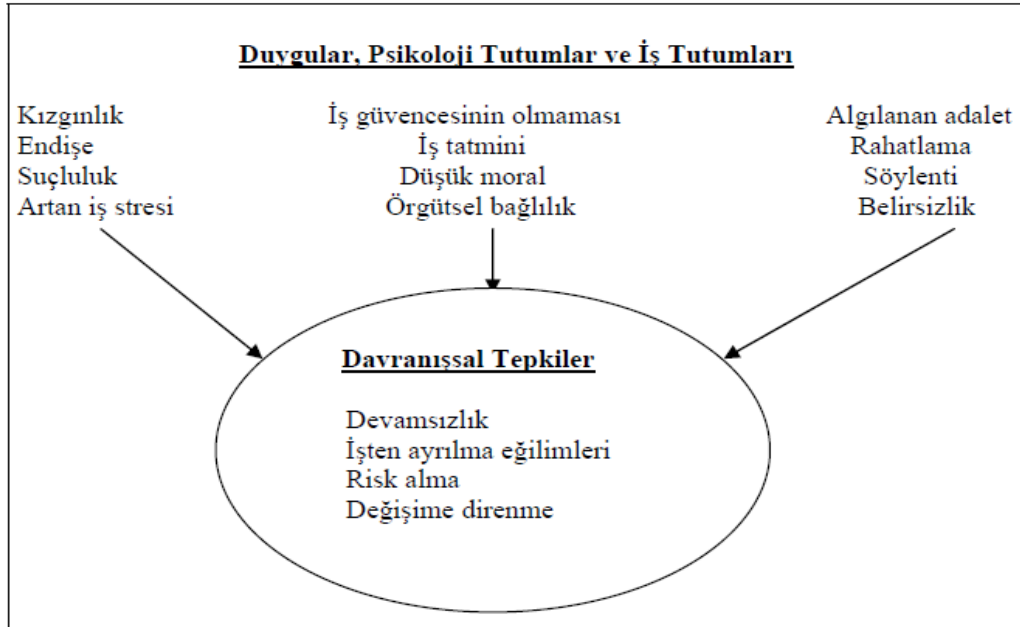 Duygular, Psikoloji Tutumlar ve İş Tutumları
Kızgınlık
Endişe
Suçluluk
Artan iş stresi
İş güvencesinin olmaması
İş tatmini
Düşük moral
Örgütsel bağlılık
Algılanan adalet
Rahatlama
Söylenti
Belirsizlik
Davranışsal Tepkiler
Devamsızlık
İşten ayrılma eğilimleri
Risk alma
Değişime direnme